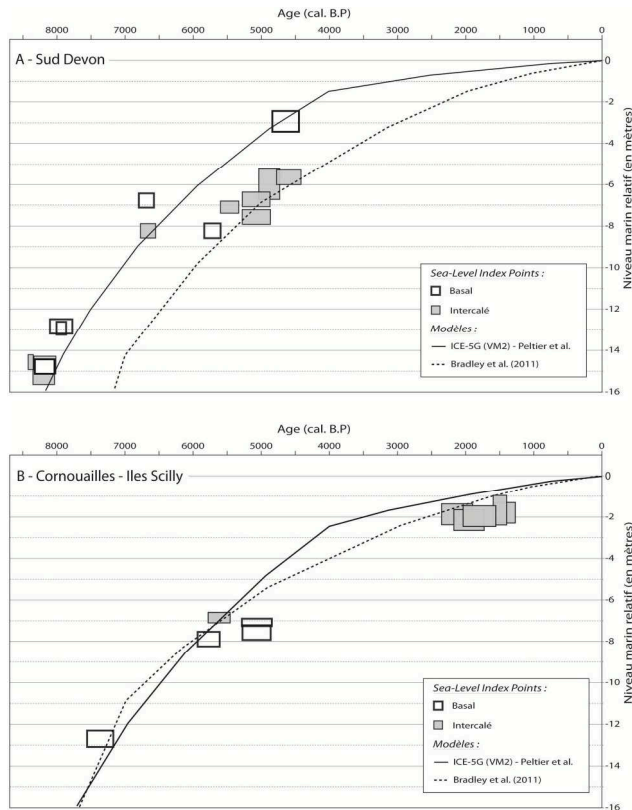 Age (cal. B.P)
8000 7000 6000 5000 4000 3000 2000 1000 0
A - Sud Devon
0
-2
-4
-6
-8
-10
-12
-14
-16
Niveau marin relatif (en mètres)
Sea-Level Index Points :
Basal
Intercalé
Modèles :
ICE-5G (VM2) - Peltier et al.
Bradley et al. (2011)
Age (cal. B.P)
8000 7000 6000 5000 4000 3000 2000 1000 0
B - Cornouailles - Iles Scilly
0
-2
-4
-6
-8
-10
-12
-14
-16
Niveau marin relatif (en mètres)
Sea-Level Index Points :
Basal
Intercalé
Modèles :
ICE-5G (VM2) - Peltier et al.
Bradley et al. (2011)